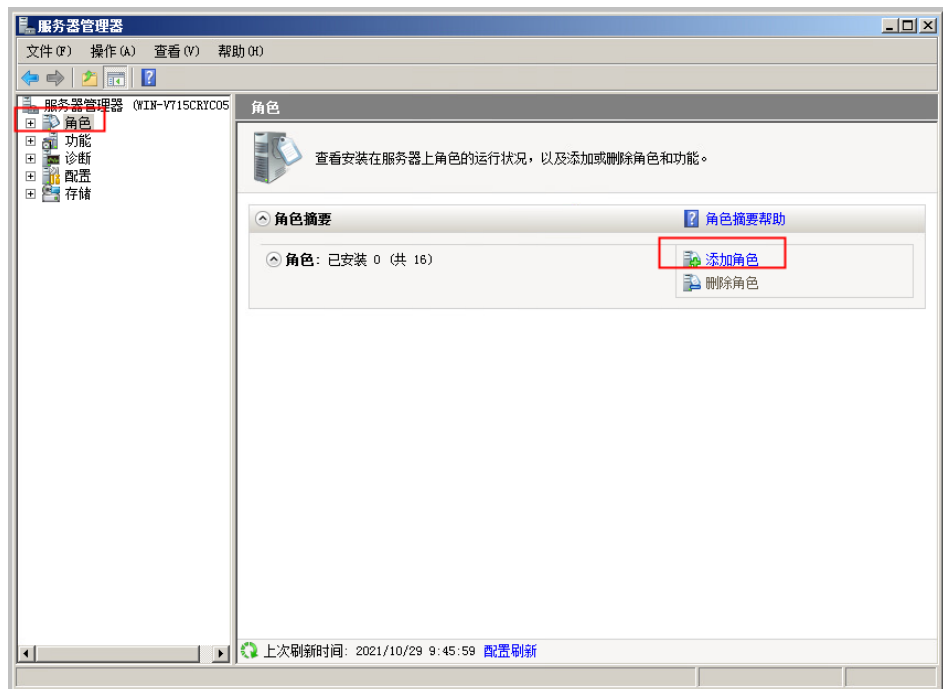 服务器管理器
文件(F) 操作(A) 查看(V) 帮助(H)
服务器管理器 (WIN-V715CRYCO5
角色
功能
诊断
配置
存储
角色
查看安装在服务器上角色的运行状况，以及添加或删除角色和功能。
角色摘要
角色摘要帮助
角色: 已安装 0 (共 16)
添加角色
删除角色
上次刷新时间: 2021/10/29 9:45:59 配置刷新